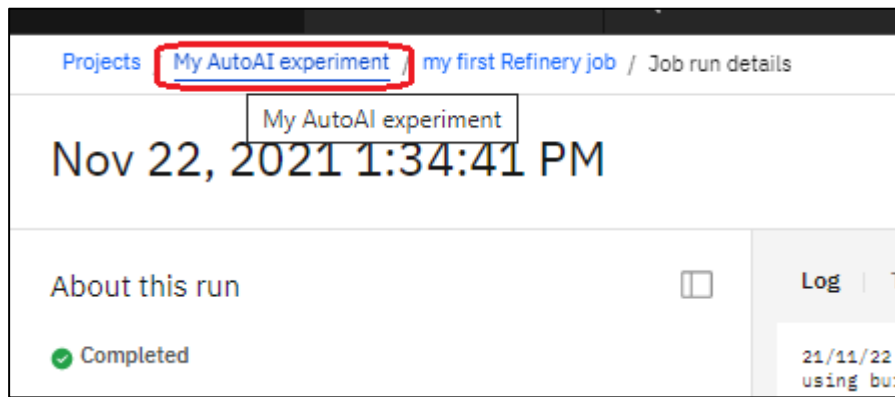 Projects / My AutoAI experiment / my first Refinery job / Job run details
My AutoAI experiment
Nov 22, 2021 1:34:41 PM
About this run
Log
Completed
21/11/22
using